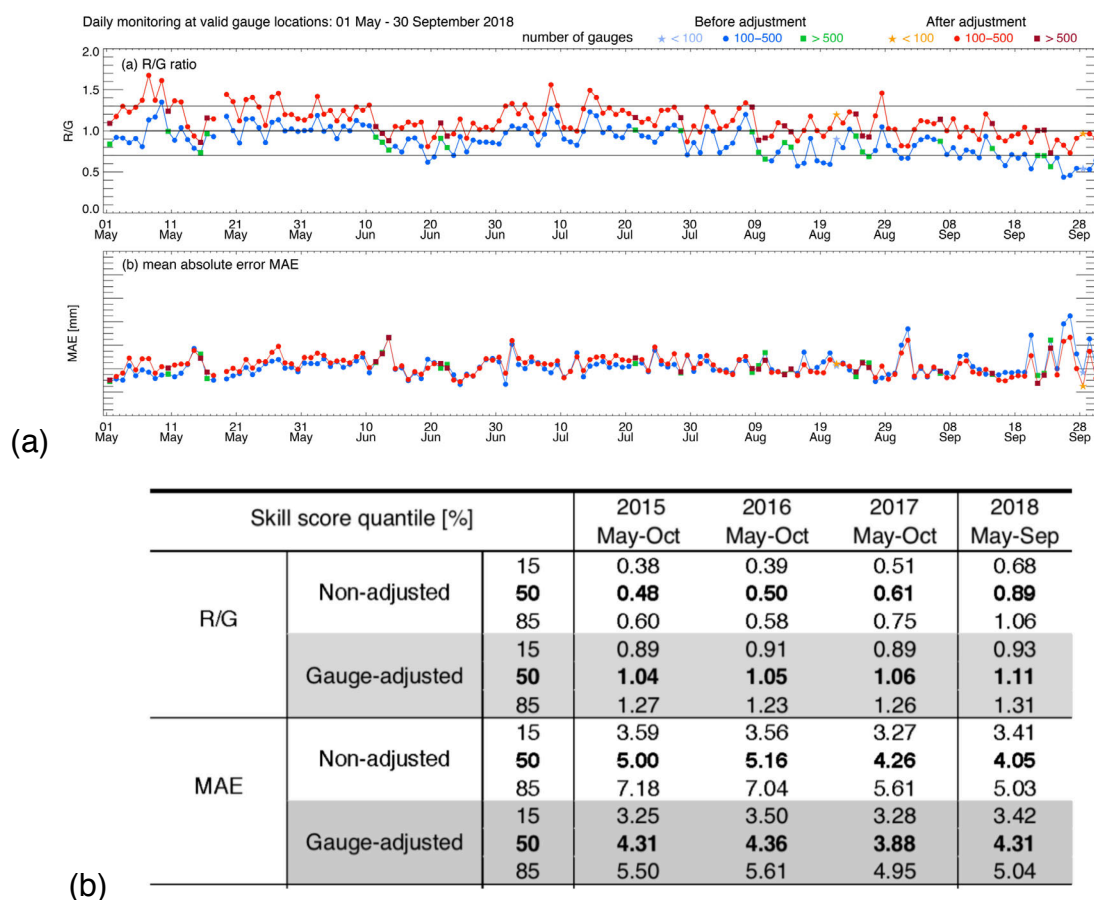 Daily monitoring at valid gauge locations: 01 May - 30 September 2018
Before adjustment After adjustment
number of gauges < 100 100–500 > 500 < 100 100–500 > 500
(a) R/G ratio
R/G
2.0
1.5
1.0
0.5
0.0
01 11 21 31 10 20 30 10 20 30 09 19 29 08 18 28
May May May May Jun Jun Jun Jul Jul Jul Aug Aug Aug Sep Sep Sep
(b) mean absolute error MAE
MAE [mm]
01 11 21 31 10 20 30 10 20 30 09 19 29 08 18 28
May May May May Jun Jun Jun Jul Jul Jul Aug Aug Aug Sep Sep Sep
(a)
Skill score quantile [%] 2015 2016 2017 2018
May-Oct May-Oct May-Oct May-Sep
R/G Non-adjusted 15 0.38 0.39 0.51 0.68
50 0.48 0.50 0.61 0.89
85 0.60 0.58 0.75 1.06
Gauge-adjusted 15 0.89 0.91 0.89 0.93
50 1.04 1.05 1.06 1.11
85 1.27 1.23 1.26 1.31
MAE Non-adjusted 15 3.59 3.56 3.27 3.41
50 5.00 5.16 4.26 4.05
85 7.18 7.04 5.61 5.03
Gauge-adjusted 15 3.25 3.50 3.28 3.42
50 4.31 4.36 3.88 4.31
85 5.50 5.61 4.95 5.04
(b)